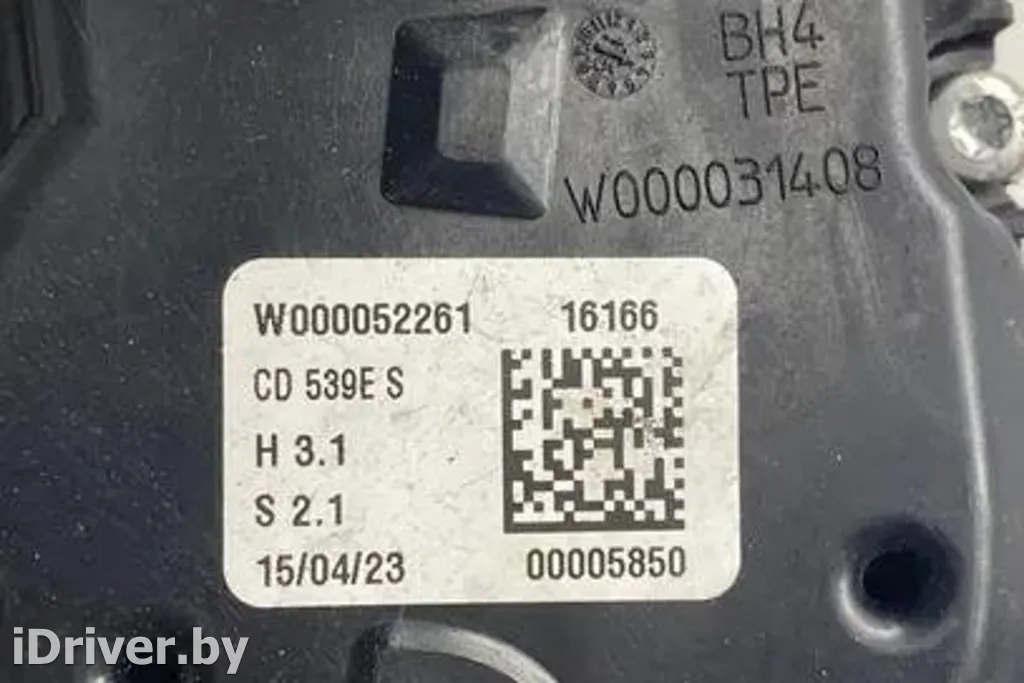 BH4
TPE
W000031408
W000052261 16166
CD 539E S
H 3.1
S 2.1
15/04/23 00005850
iDriver.by